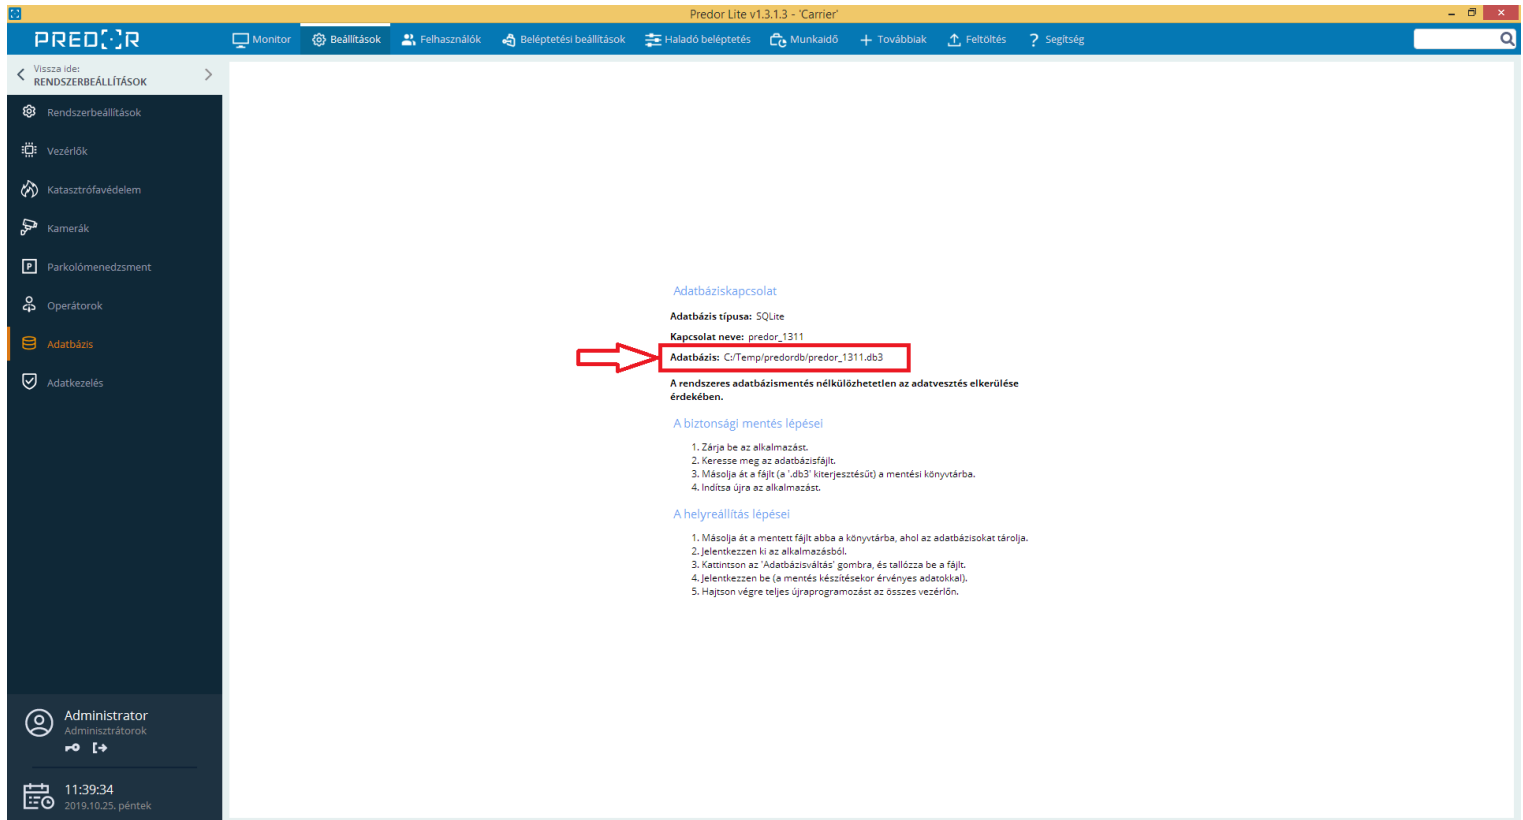 Predor Lite v1.3.1.3 - 'Carrier'
PREDOR
Monitor
Beállítások
Felhasználók
Beléptetési beállítások
Haladó beléptetés
Munkaidő
Továbbiak
Feltöltés
? Segítség
Vissza ide:
RENDSZERBEÁLLÍTÁSOK
Rendszerbeállítások
Vezérlők
Katasztrófavédelem
Kamerák
P Parkolómenedzsment
Operátorok
Adatbázis
Adatkezelés
Adatbáziskapcsolat
Adatbázis típusa: SQLite
Kapcsolat neve: predor_1311
Adatbázis: C:/Temp/predordb/predor_1311.db3
A rendszeres adatbázismentés nélkülözhetetlen az adatvesztés elkerülése
érdekében.
A biztonsági mentés lépései
1. Zárja be az alkalmazást.
2. Keresse meg az adatbázisfájlt.
3. Másolja át a fájlt (a '.db3' kiterjesztésűt) a mentési könyvtárba.
4. Indítsa újra az alkalmazást.
A helyreállítás lépései
1. Másolja át a mentett fájlt abba a könyvtárba, ahol az adatbázisokat tárolja.
2. Jelentkezzen ki az alkalmazásból.
3. Kattintson az 'Adatbázisváltás' gombra, és tallózza be a fájlt.
4. Jelentkezzen be (a mentés készítésekor érvényes adatokkal).
5. Hajtson végre teljes újraprogramozást az összes vezérlőn.
Administrator
Adminisztrátorok
11:39:34
2019.10.25. péntek